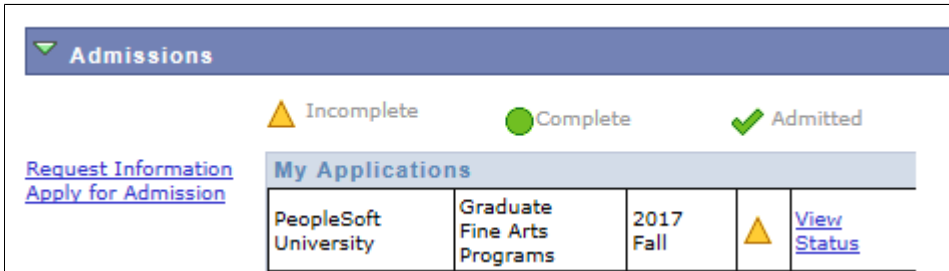 Admissions
Incomplete
Complete
Admitted
Request Information
Apply for Admission
My Applications
PeopleSoft
University
Graduate
Fine Arts
Programs
2017
Fall
View
Status